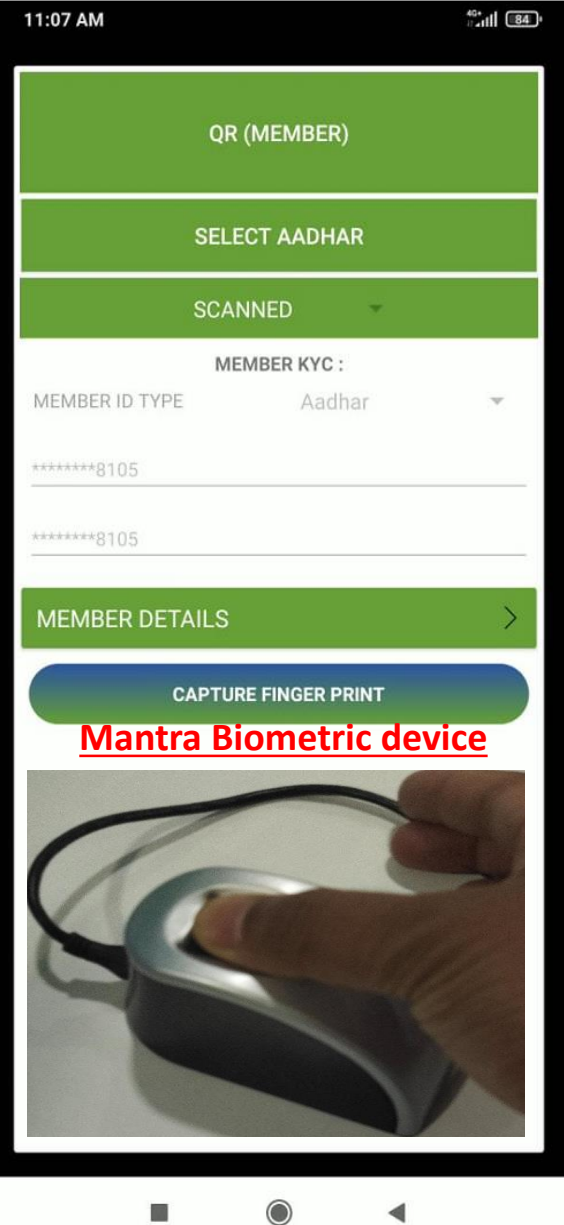 11:07 AM 4G+ 84
QR (MEMBER)
SELECT AADHAR
SCANNED
MEMBER KYC :
MEMBER ID TYPE Aadhar
********8105
********8105
MEMBER DETAILS
CAPTURE FINGER PRINT
Mantra Biometric device